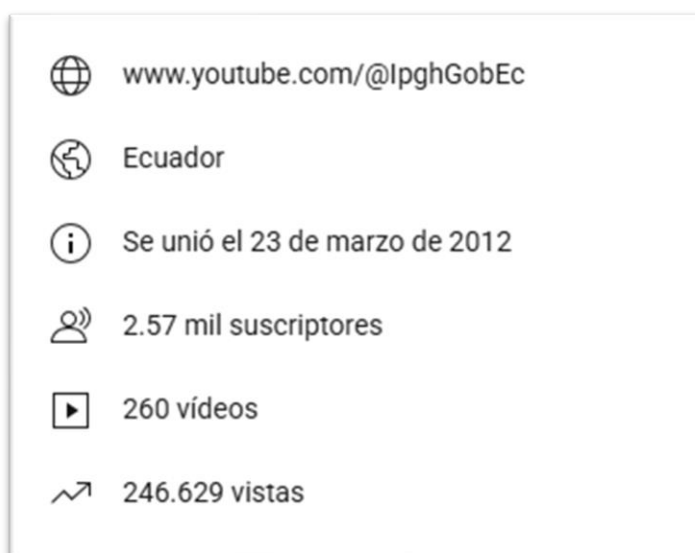 www.youtube.com/@IpghGobEc
Ecuador
Se unió el 23 de marzo de 2012
2.57 mil suscriptores
260 vídeos
246.629 vistas